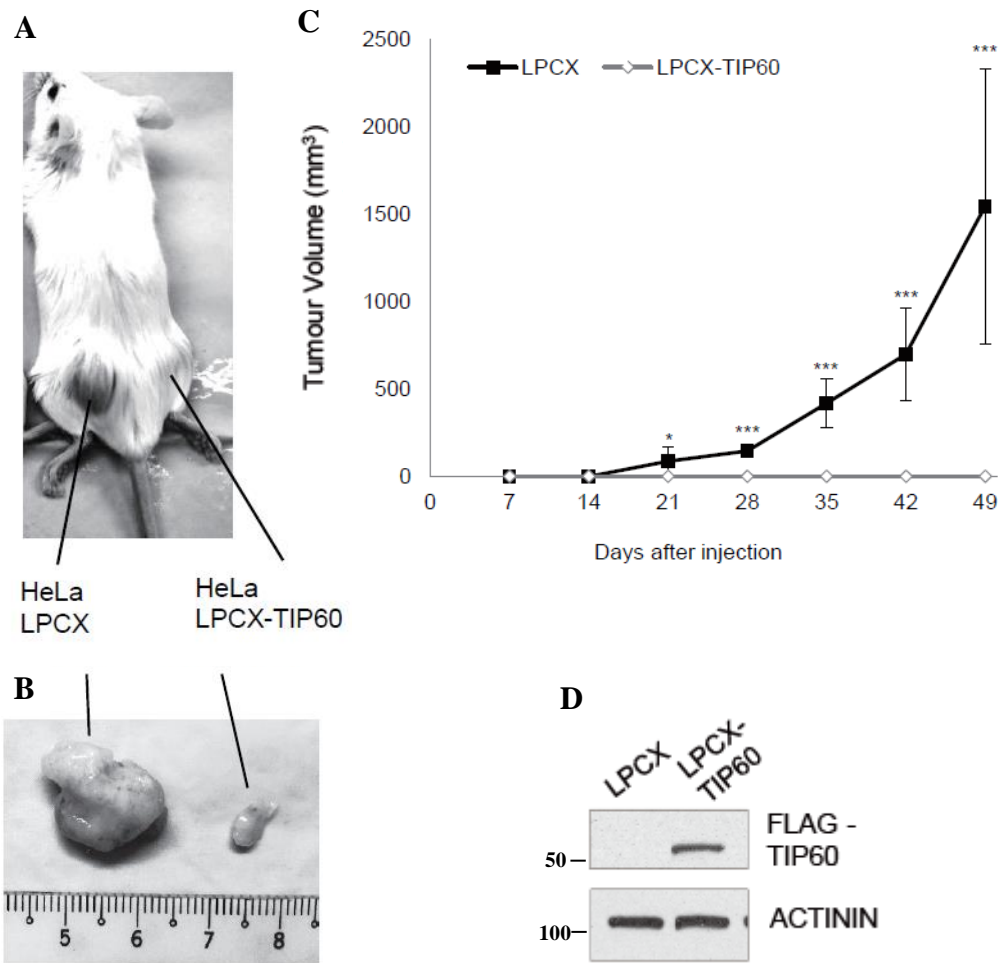 A
HeLa
LPCX
HeLa
LPCX-TIP60
B
5 6 7 8
C
LPCX LPCX-TIP60
Tumour Volume (mm³)
2500
2000
1500
1000
500
0
* *** *** *** ***
0 7 14 21 28 35 42 49
Days after injection
D
LPCX
LPCX-
TIP60
50
FLAG -
TIP60
100
ACTININ